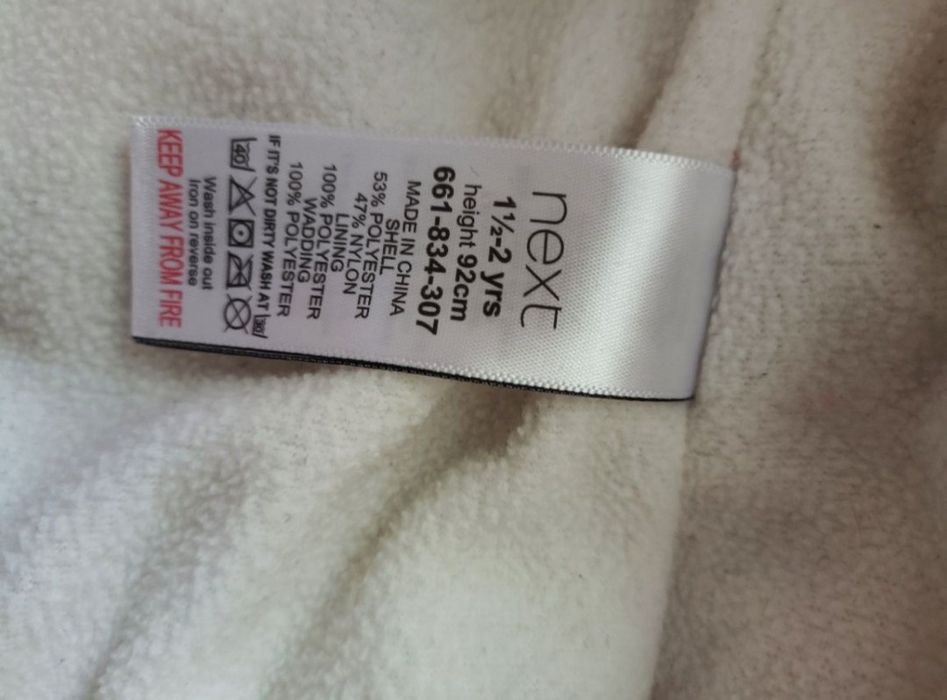 next
1½-2 yrs
height 92cm
661-834-307
MADE IN CHINA
SHELL
53% POLYESTER
47% NYLON
LINING
100% POLYESTER
WADDING
100% POLYESTER
IF IT'S NOT DIRTY WASH AT 30
40
Wash inside out
Iron on reverse
KEEP AWAY FROM FIRE